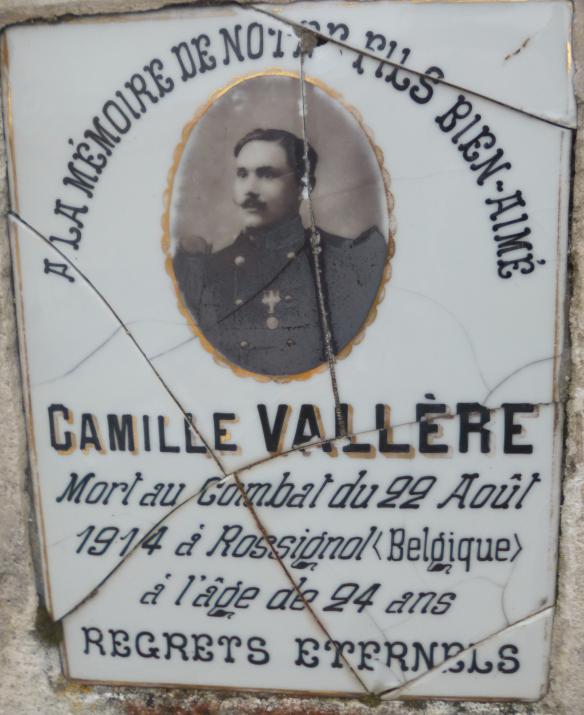 A LA MÉMOIRE DE NOTRE FILS BIEN-AIMÉ
CAMILLE VALLÈRE
Mort au Combat du 22 Août
1914 à Rossignol (Belgique)
à l'âge de 24 ans
REGRETS ETERNELS